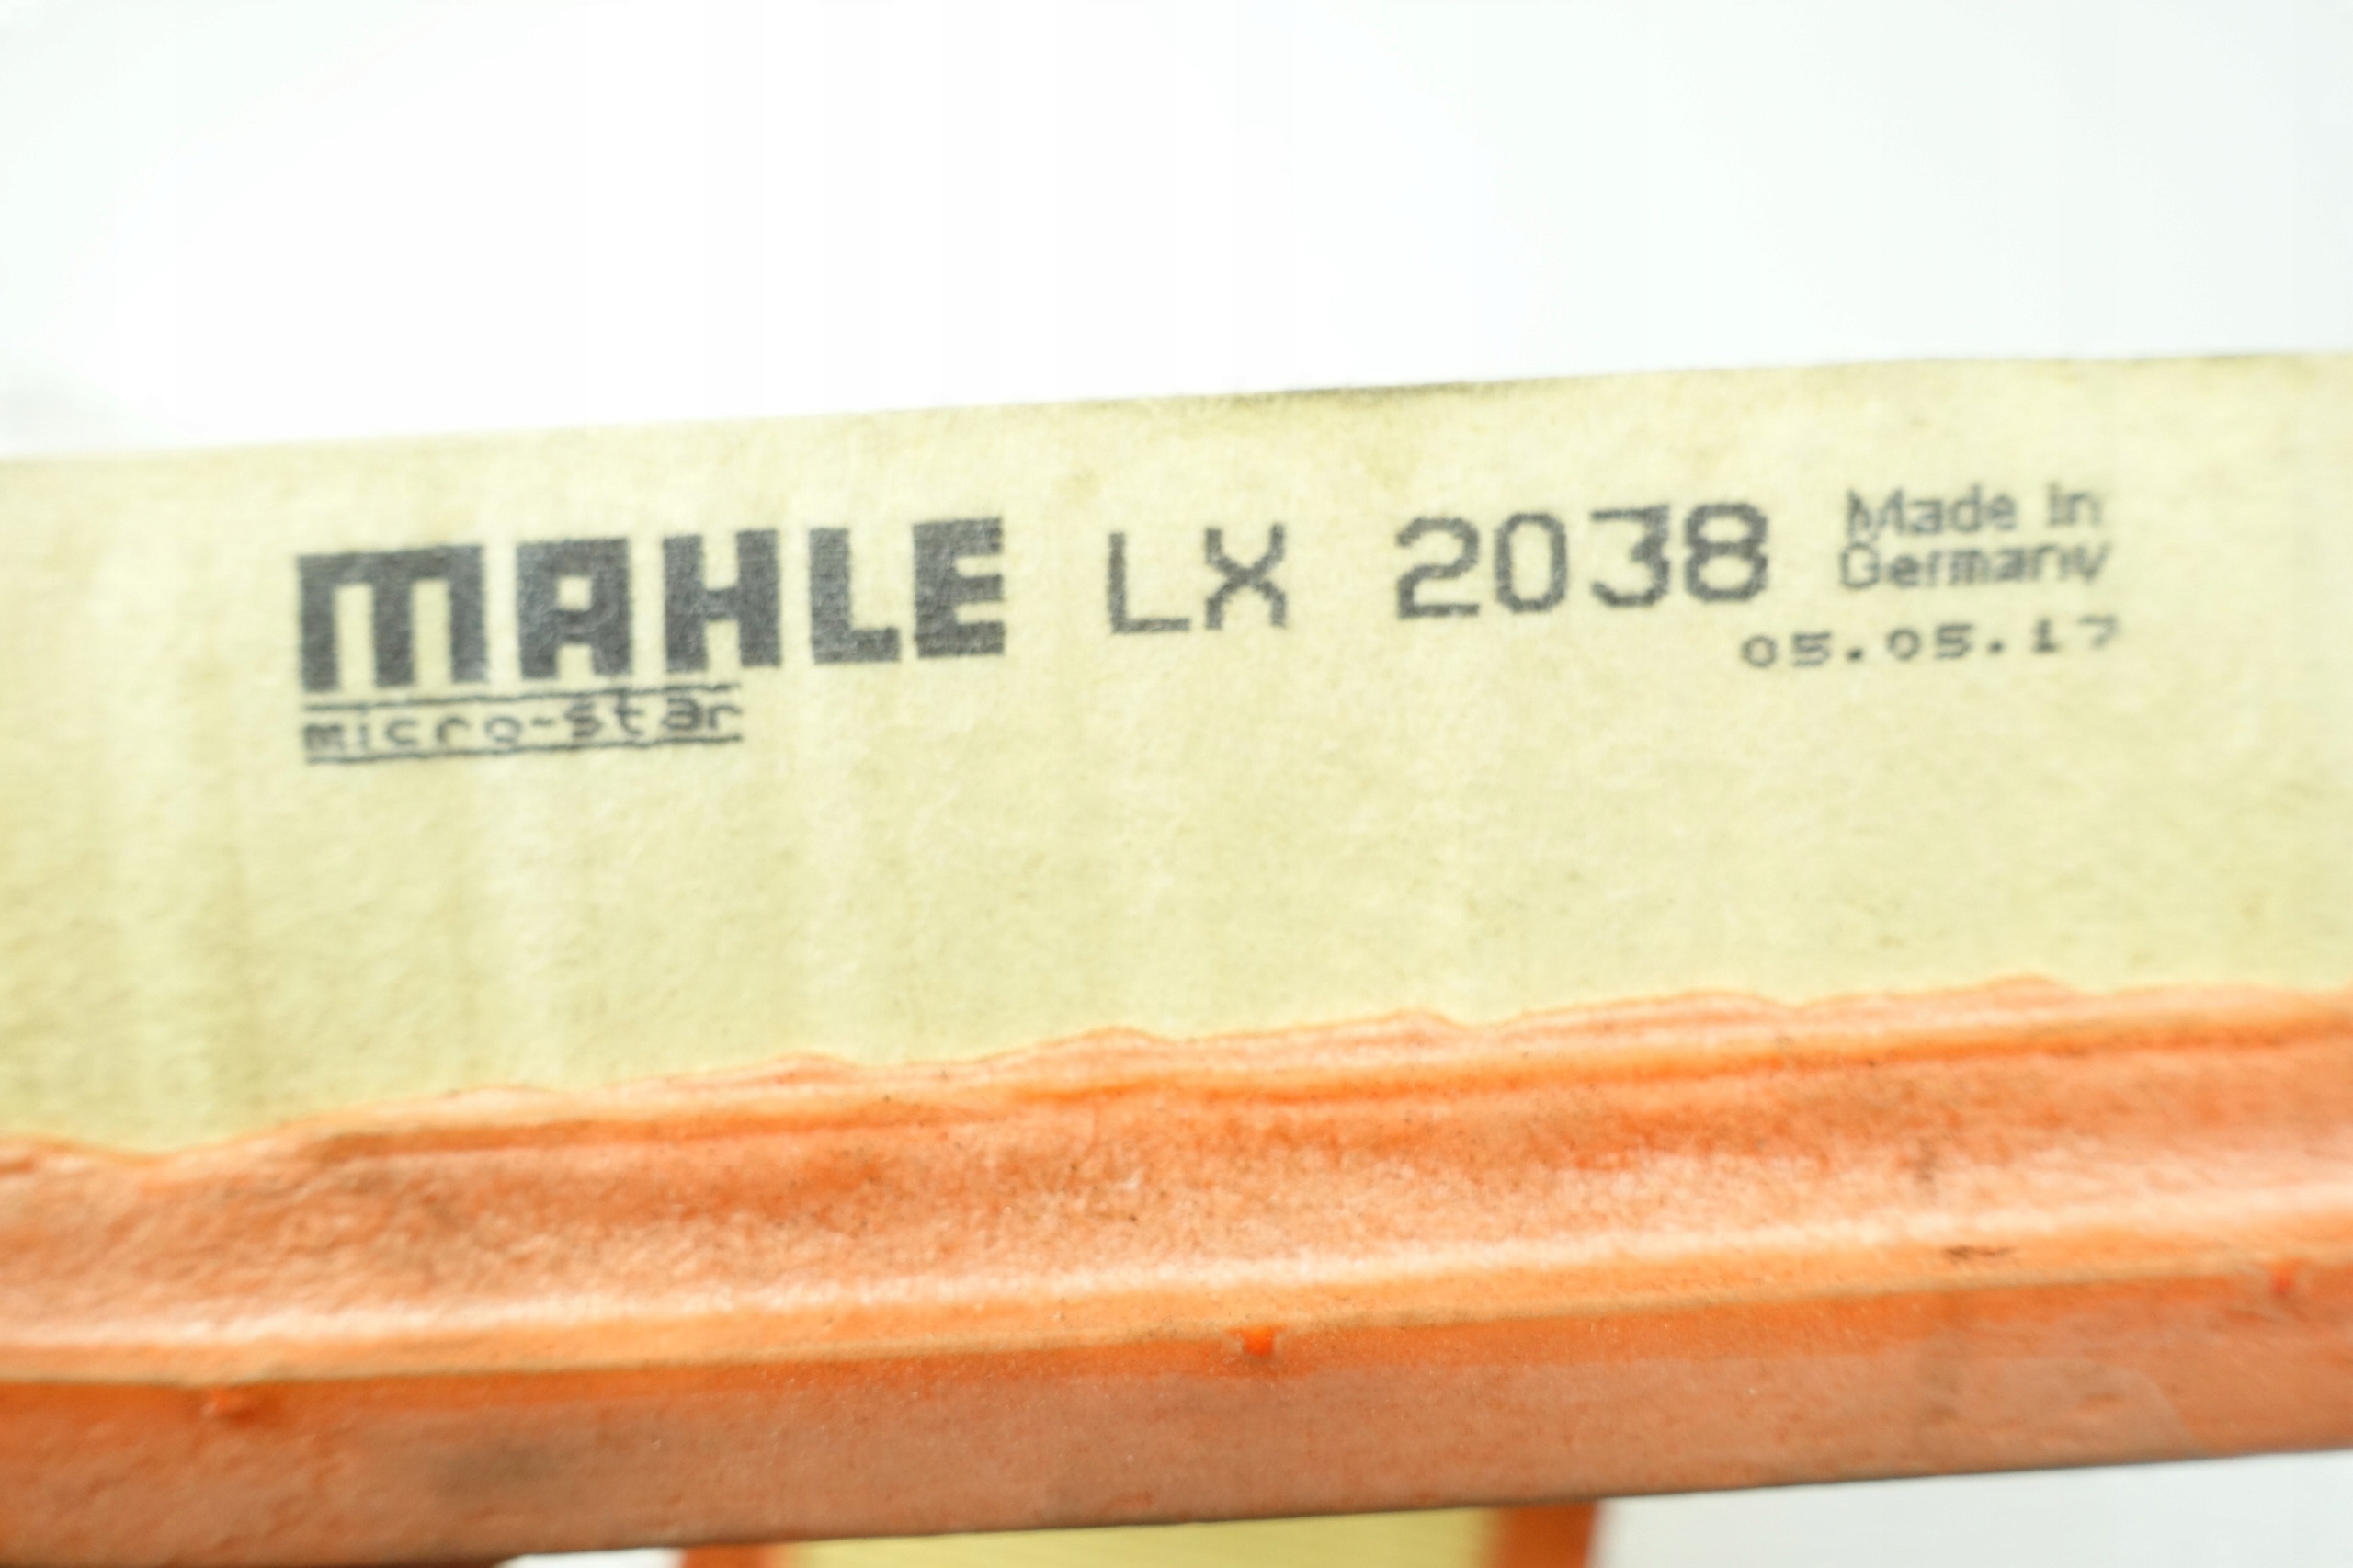 MAHLE LX 2038 Made in
Germany
micro-star
05.05.17